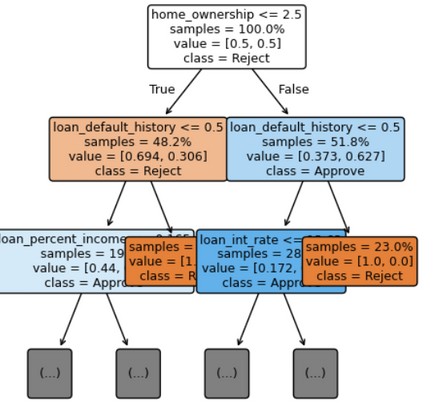 home_ownership <= 2.5
samples = 100.0%
value = [0.5, 0.5]
class = Reject
True
False
loan_default_history <= 0.5
samples = 48.2%
value = [0.694, 0.306]
class = Reject
loan_default_history <= 0.5
samples = 51.8%
value = [0.373, 0.627]
class = Approve
loan_percent_income
samples = 19
value = [0.44,
class = Appro
samples =
value = [1.
class = R
loan_int_rate <=
samples = 28
value = [0.172,
class = Appro
samples = 23.0%
value = [1.0, 0.0]
class = Reject
(...)
(...)
(...)
(...)